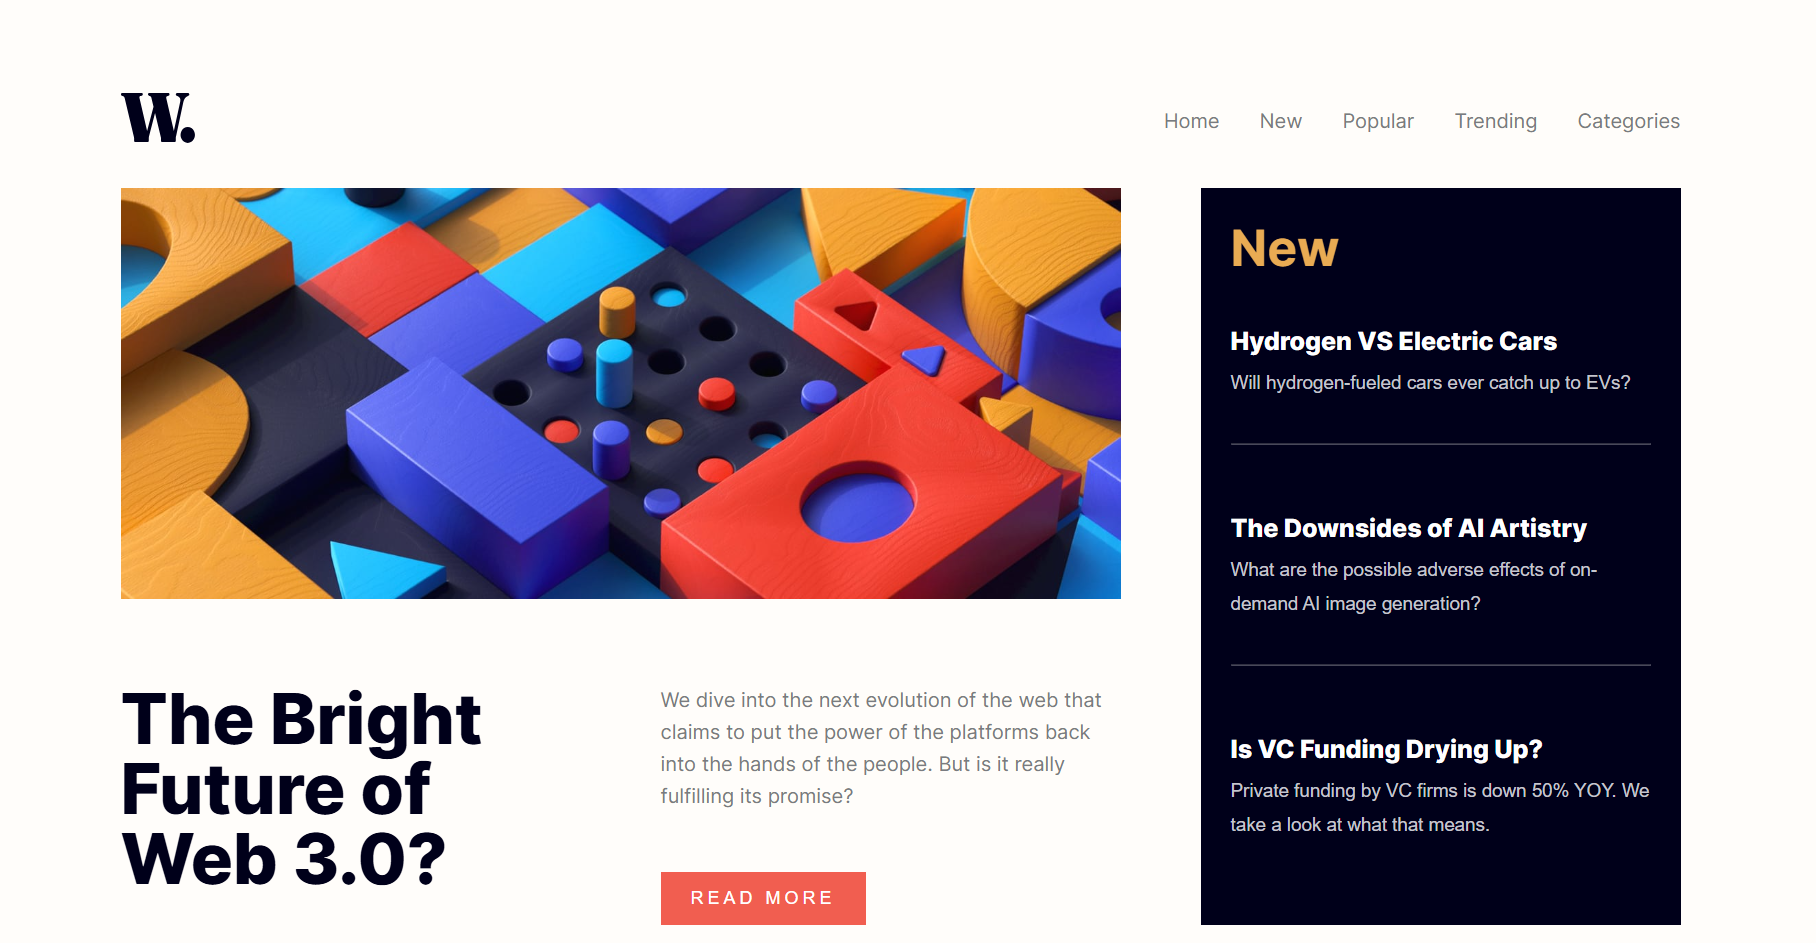 W.
Home New Popular Trending Categories
The Bright
Future of
Web 3.0?
We dive into the next evolution of the web that
claims to put the power of the platforms back
into the hands of the people. But is it really
fulfilling its promise?
READ MORE
New
Hydrogen VS Electric Cars
Will hydrogen-fueled cars ever catch up to EVs?
The Downsides of AI Artistry
What are the possible adverse effects of on-
demand AI image generation?
Is VC Funding Drying Up?
Private funding by VC firms is down 50% YOY. We
take a look at what that means.